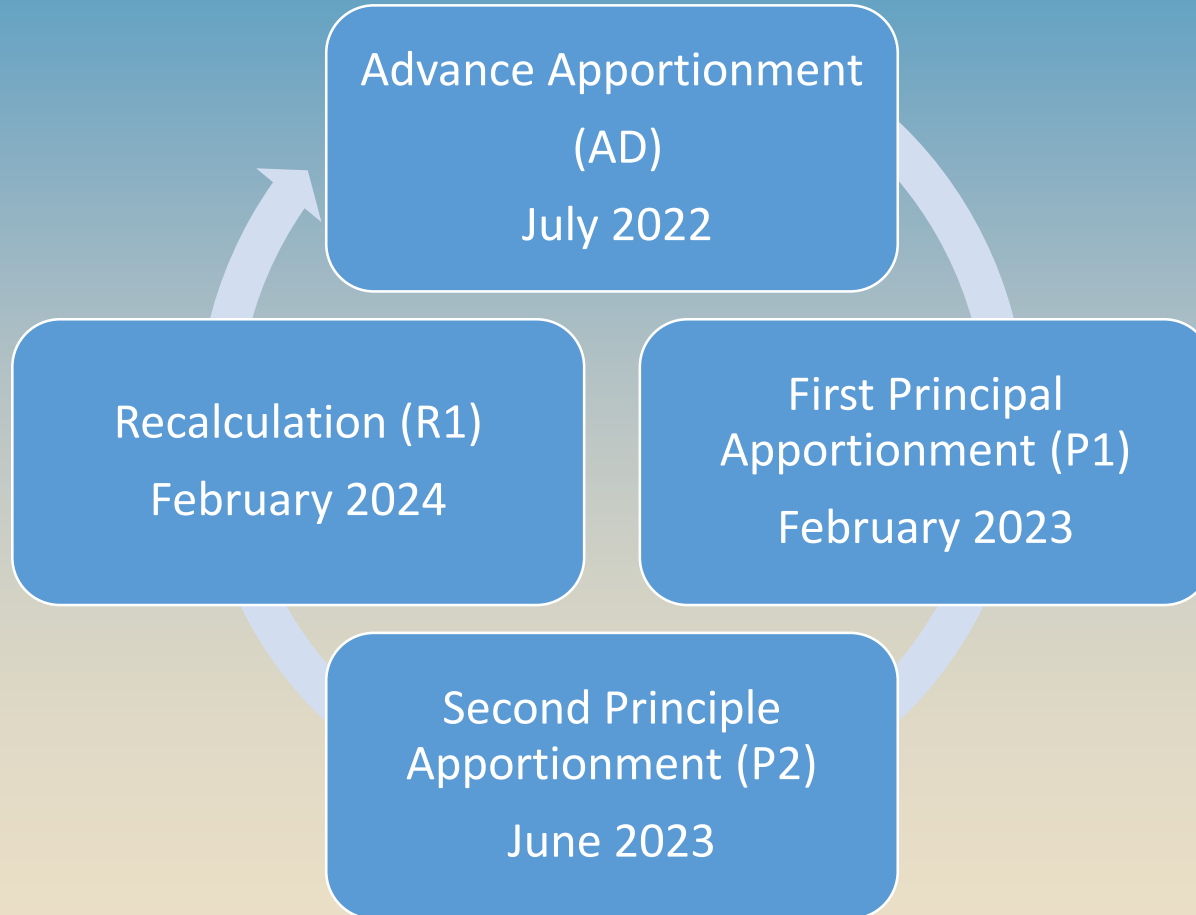 Advance Apportionment
(AD)
July 2022
First Principal
Apportionment (P1)
February 2023
Second Principle
Apportionment (P2)
June 2023
Recalculation (R1)
February 2024